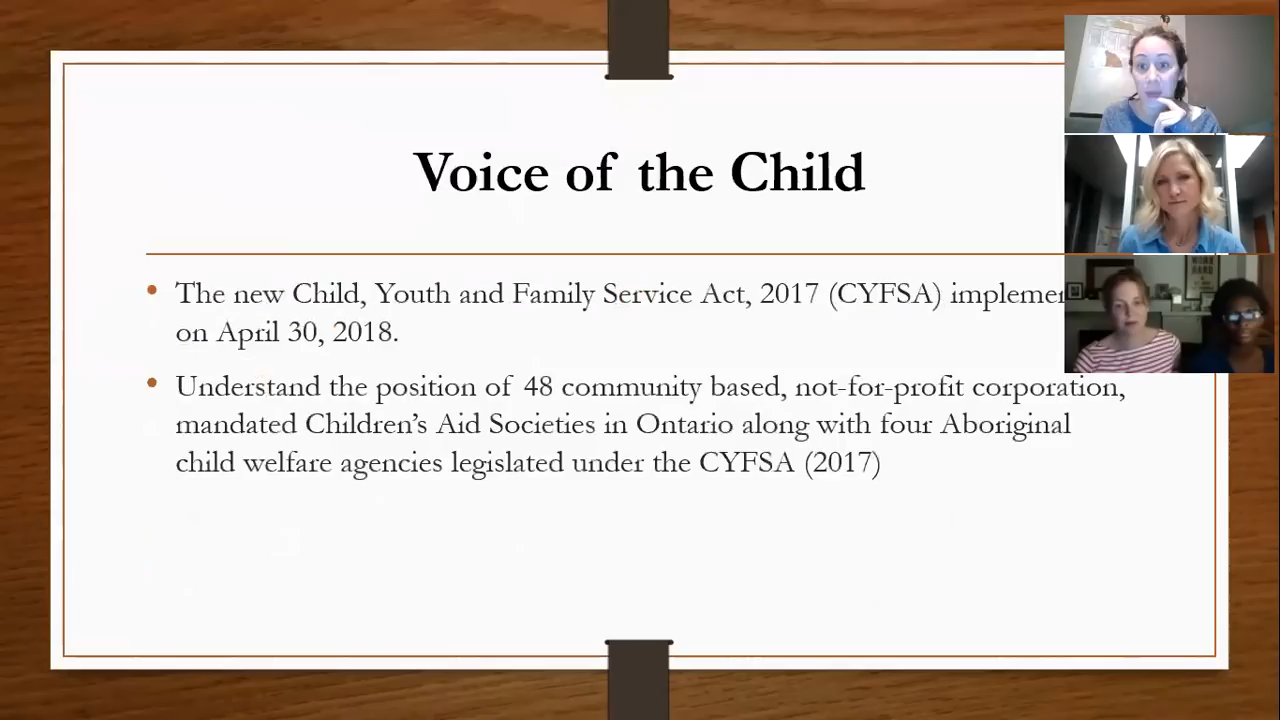 Voice of the Child
• The new Child, Youth and Family Service Act, 2017 (CYFSA)
on April 30, 2018.
• Understand the position of 48 community based, not-for-profit corporation,
mandated Children’s Aid Societies in Ontario along with four Aboriginal
child welfare agencies legislated under the CYFSA (2017)
WORK
HARD